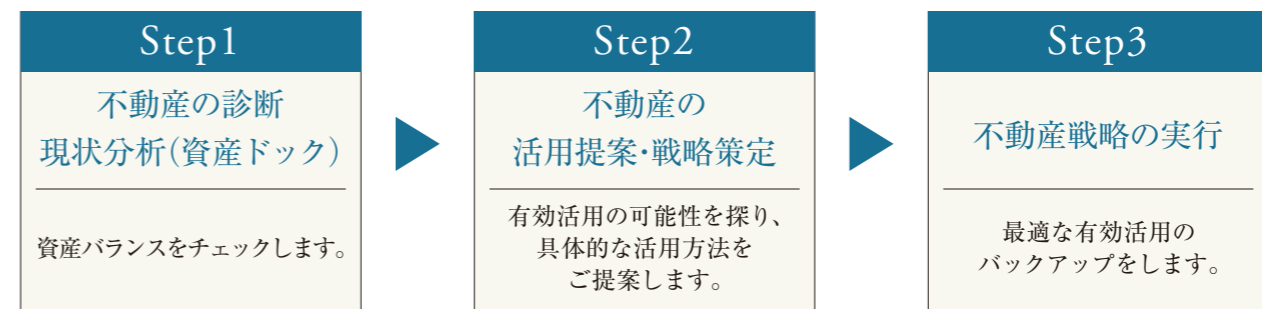 Step1
不動産の診断
現状分析(資産ドック)
資産バランスをチェックします。
Step2
不動産の
活用提案・戦略策定
有効活用の可能性を探り、
具体的な活用方法を
ご提案します。
Step3
不動産戦略の実行
最適な有効活用の
バックアップをします。